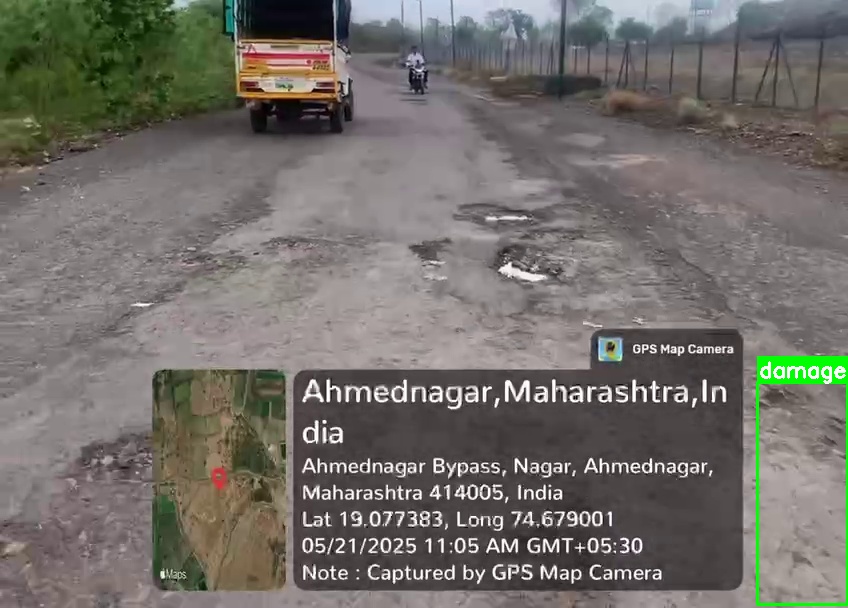 GPS Map Camera
damage
Ahmednagar,Maharashtra,In
dia
Ahmednagar Bypass, Nagar, Ahmednagar,
Maharashtra 414005, India
Lat 19.077383, Long 74.679001
05/21/2025 11:05 AM GMT+05:30
Note : Captured by GPS Map Camera
Maps